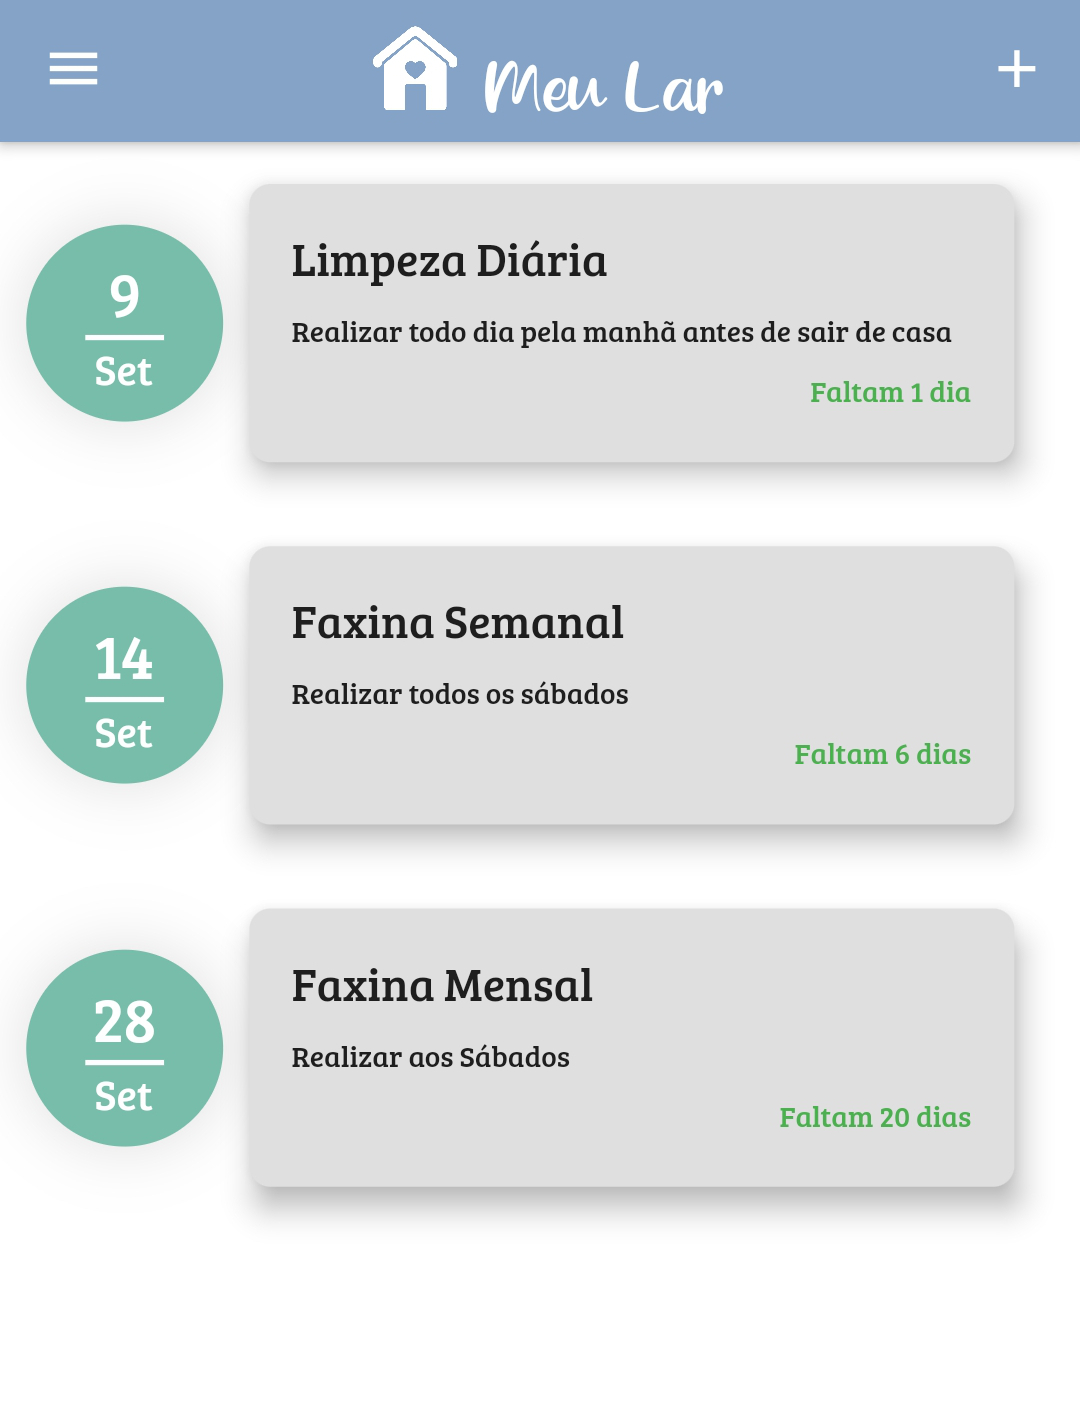 Meu Lar
9
Set
Limpeza Diária
Realizar todo dia pela manhã antes de sair de casa
Faltam 1 dia
14
Set
Faxina Semanal
Realizar todos os sábados
Faltam 6 dias
28
Set
Faxina Mensal
Realizar aos Sábados
Faltam 20 dias